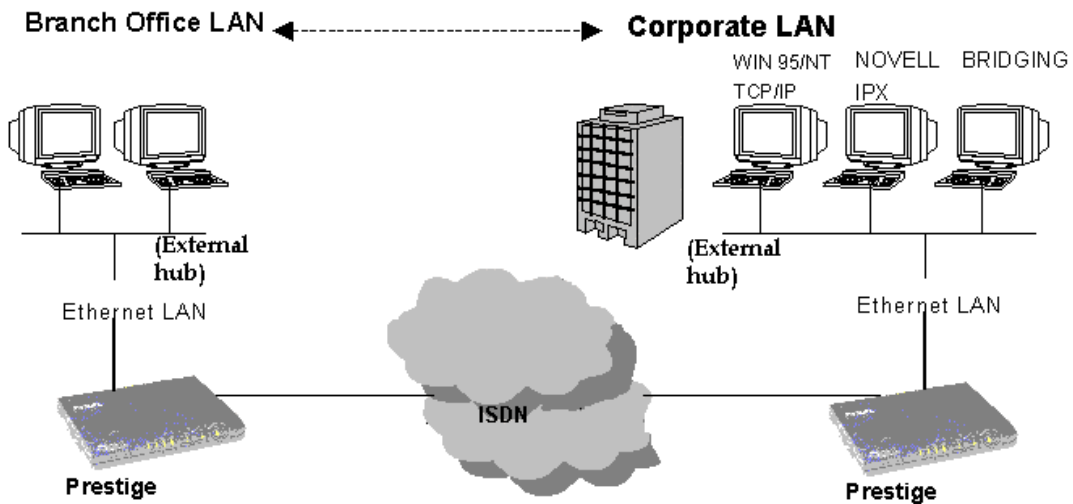 Branch Office LAN
Corporate LAN
WIN 95/NT
TCP/IP
NOVELL
IPX
BRIDGING
(External
hub)
(External
hub)
Ethernet LAN
Ethernet LAN
ISDN
Prestige
Prestige